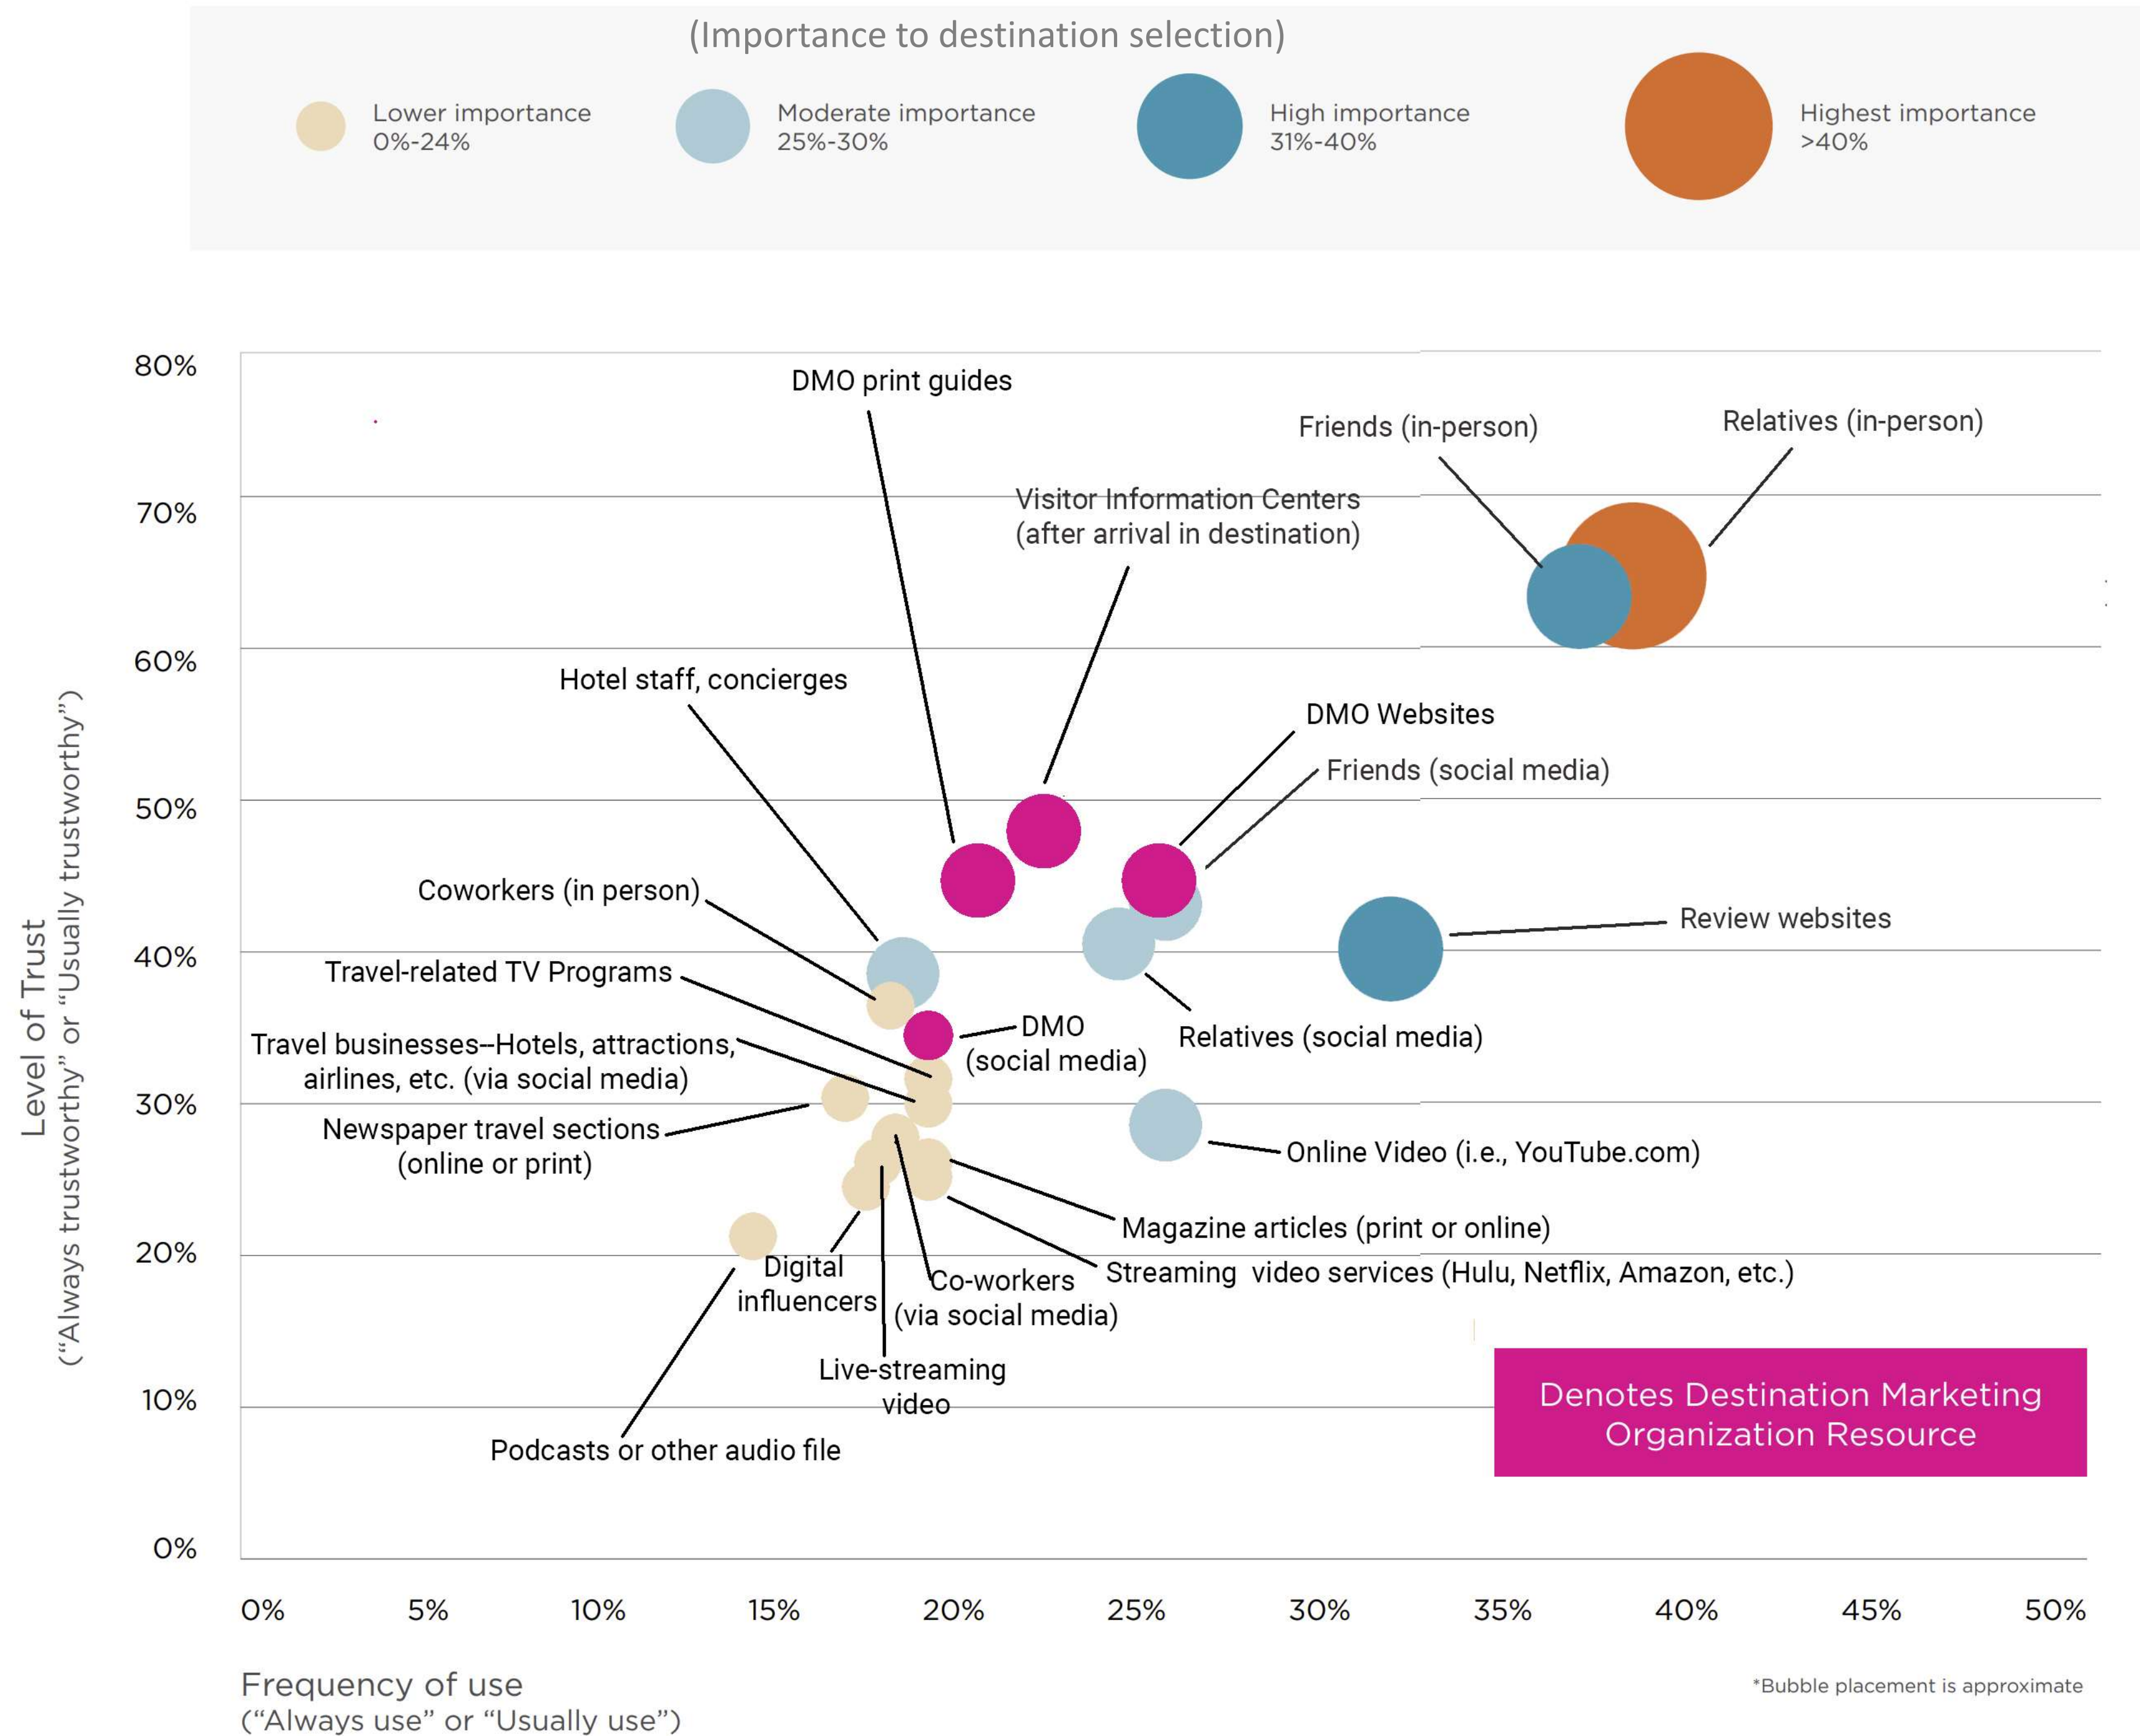 (Importance to destination selection)
Lower importance
0%-24%
Moderate importance
25%-30%
High importance
31%-40%
Highest importance
>40%
80%
70%
60%
50%
40%
30%
20%
10%
0%
Level of Trust
(“Always trustworthy” or “Usually trustworthy”)
DMO print guides
Friends (in-person)
Relatives (in-person)
Visitor Information Centers
(after arrival in destination)
Hotel staff, concierges
DMO Websites
Friends (social media)
Coworkers (in person)
Review websites
Travel-related TV Programs
DMO
(social media)
Relatives (social media)
Travel businesses--Hotels, attractions,
airlines, etc. (via social media)
Newspaper travel sections
(online or print)
Online Video (i.e., YouTube.com)
Magazine articles (print or online)
Streaming  video services (Hulu, Netflix, Amazon, etc.)
Digital
influencers
Co-workers
(via social media)
Live-streaming
video
Podcasts or other audio file
Denotes Destination Marketing
Organization Resource
0%
5%
10%
15%
20%
25%
30%
35%
40%
45%
50%
Frequency of use
(“Always use” or “Usually use”)
*Bubble placement is approximate